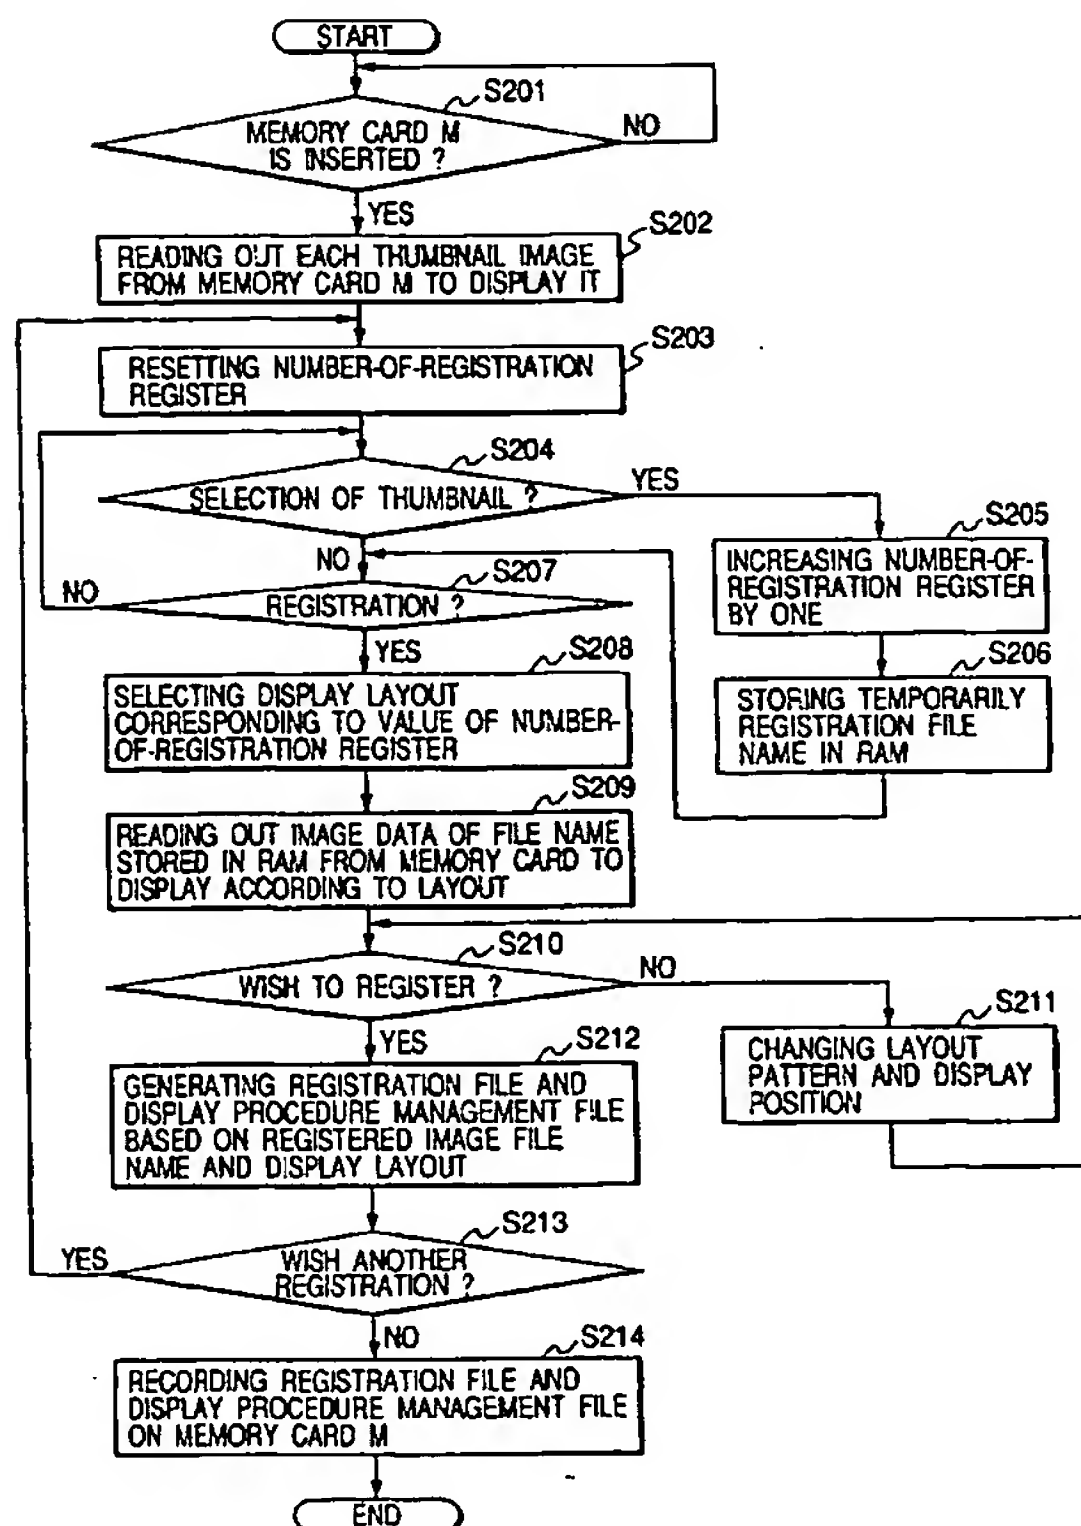 START
S201
MEMORY CARD M
IS INSERTED ?
NO
YES
S202
READING OUT EACH THUMBNAIL IMAGE
FROM MEMORY CARD M TO DISPLAY IT
S203
RESETTING NUMBER-OF-REGISTRATION
REGISTER
S204
SELECTION OF THUMBNAIL ?
YES
NO
S205
INCREASING NUMBER-OF-
REGISTRATION REGISTER
BY ONE
S206
STORING TEMPORARILY
REGISTRATION FILE
NAME IN RAM
S207
REGISTRATION ?
NO
YES
S208
SELECTING DISPLAY LAYOUT
CORRESPONDING TO VALUE OF NUMBER-
OF-REGISTRATION REGISTER
S209
READING OUT IMAGE DATA OF FILE NAME
STORED IN RAM FROM MEMORY CARD TO
DISPLAY ACCORDING TO LAYOUT
S210
WISH TO REGISTER ?
NO
YES
S211
CHANGING LAYOUT
PATTERN AND DISPLAY
POSITION
S212
GENERATING REGISTRATION FILE AND
DISPLAY PROCEDURE MANAGEMENT FILE
BASED ON REGISTERED IMAGE FILE
NAME AND DISPLAY LAYOUT
S213
WISH ANOTHER
REGISTRATION ?
YES
NO
S214
RECORDING REGISTRATION FILE AND
DISPLAY PROCEDURE MANAGEMENT FILE
ON MEMORY CARD M
END